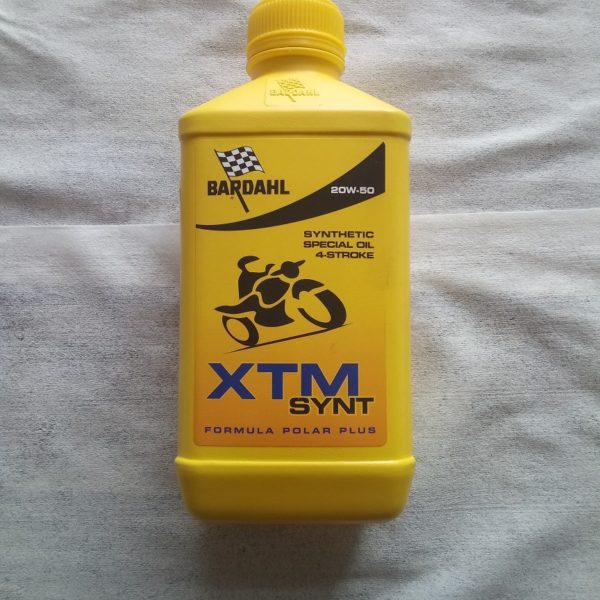 BARDAHL
BARDAHL
20W-50
SYNTHETIC
SPECIAL OIL
4-STROKE
XTM
SYNT
FORMULA POLAR PLUS